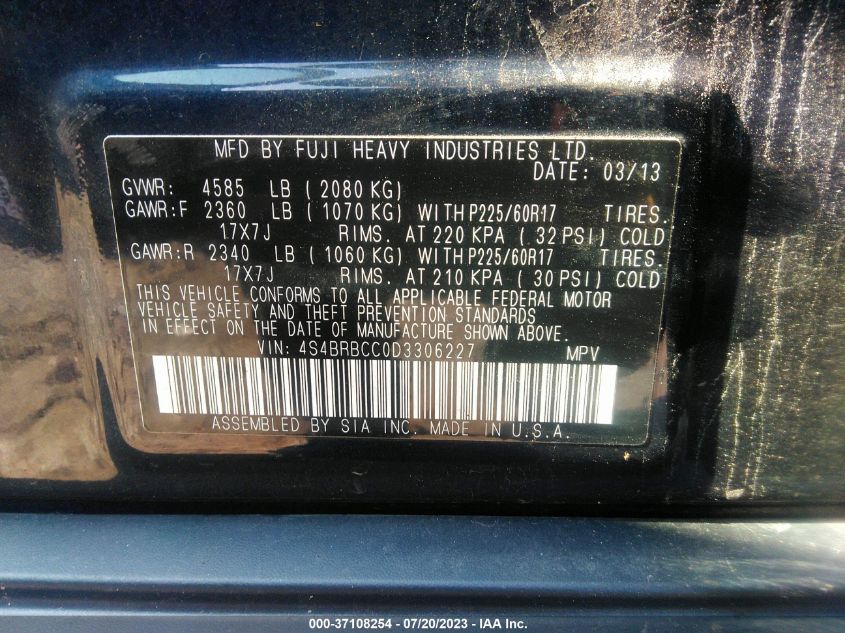 MFD BY FUJI HEAVY INDUSTRIES LTD.
DATE: 03/13
GVWR: 4585 LB ( 2080 KG)
GAWR:F 2360 LB ( 1070 KG) WITH P225/60R17 TIRES.
17X7J RIMS. AT 220 KPA ( 32 PSI) COLD
GAWR:R 2340 LB ( 1060 KG) WITH P225/60R17 TIRES.
17X7J RIMS. AT 210 KPA ( 30 PSI) COLD
THIS VEHICLE CONFORMS TO ALL APPLICABLE FEDERAL MOTOR
VEHICLE SAFETY AND THEFT PREVENTION STANDARDS
IN EFFECT ON THE DATE OF MANUFACTURE SHOWN ABOVE.
VIN: 4S4BRBCC0D3306227 MPV
ASSEMBLED BY SIA INC. MADE IN U.S.A.
000-37108254 - 07/20/2023 - IAA Inc.